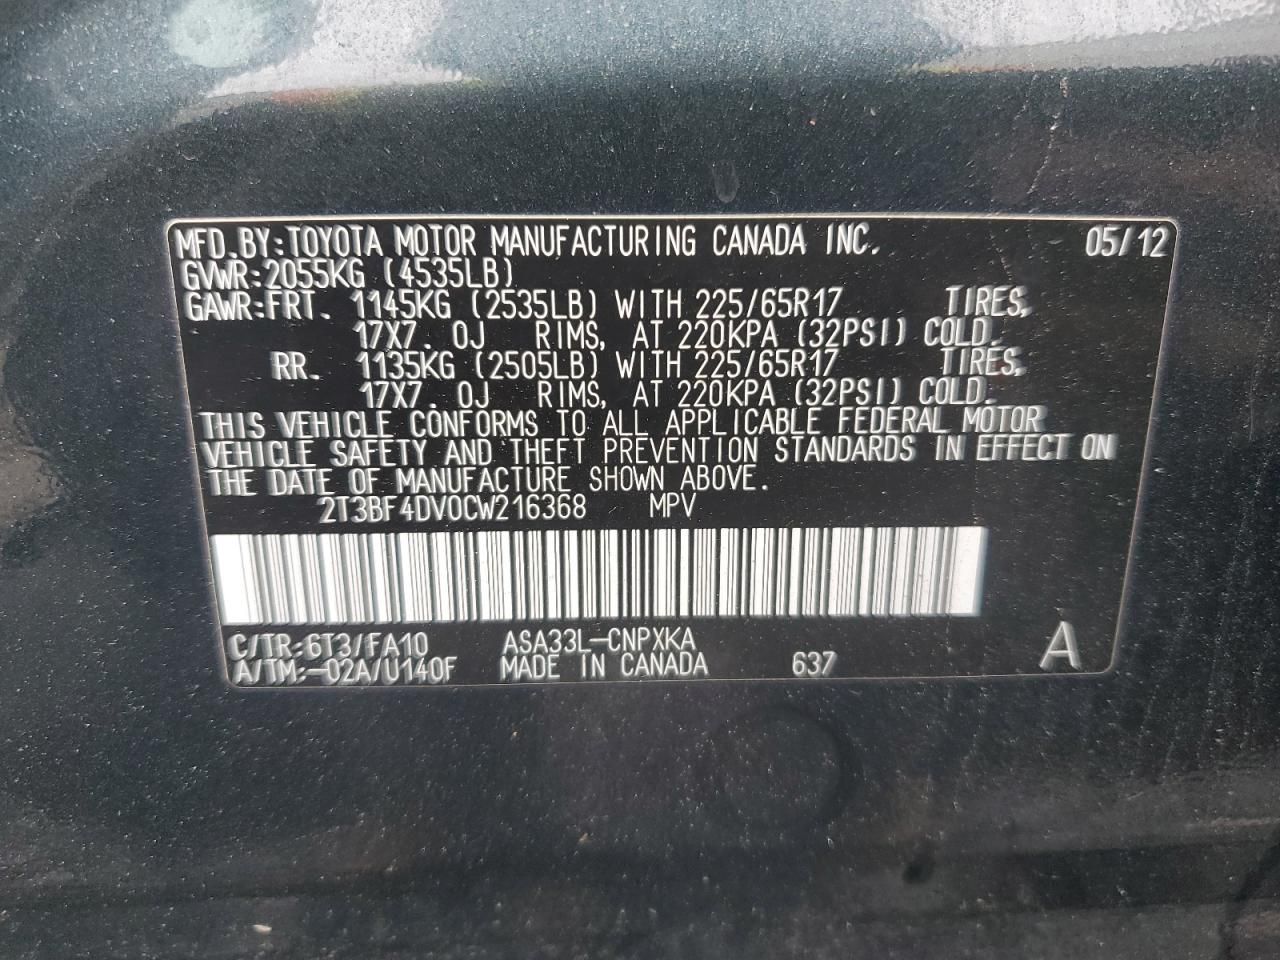 MFD.BY:TOYOTA MOTOR MANUFACTURING CANADA INC. 05/12
GVWR:2055KG (4535LB)
GAWR:FRT. 1145KG (2535LB) WITH 225/65R17 TIRES,
17X7.0J RIMS, AT 220KPA (32PSI) COLD.
RR. 1135KG (2505LB) WITH 225/65R17 TIRES,
17X7.0J RIMS, AT 220KPA (32PSI) COLD.
THIS VEHICLE CONFORMS TO ALL APPLICABLE FEDERAL MOTOR
VEHICLE SAFETY AND THEFT PREVENTION STANDARDS IN EFFECT ON
THE DATE OF MANUFACTURE SHOWN ABOVE.
2T3BF4DV0CW216368 MPV
C/TR:6T3/FA10 ASA33L-CNPXKA A
A/TM:-02A/U140F MADE IN CANADA 637